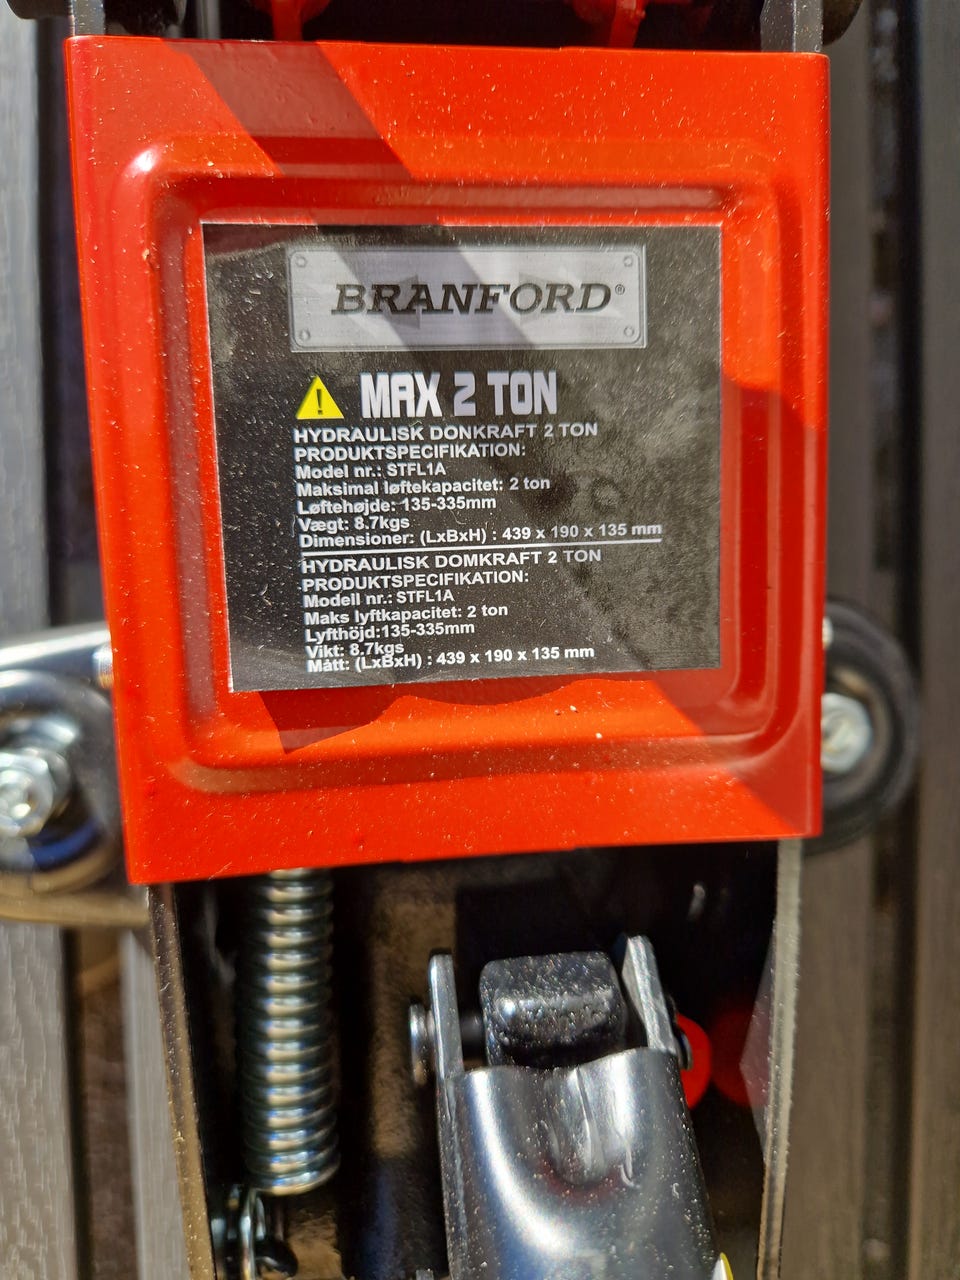 BRANFORD®
MAX 2 TON
HYDRAULISK DONKRAFT 2 TON
PRODUKTSPECIFIKATION:
Model nr.: STFL1A
Maksimal løftekapacitet: 2 ton
Løftehøjde: 135-335mm
Vægt: 8.7kgs
Dimensioner: (LxBxH) : 439 x 190 x 135 mm
HYDRAULISK DOMKRAFT 2 TON
PRODUKTSPECIFIKATION:
Modell nr.: STFL1A
Maks lyftkapacitet: 2 ton
Lyfthöjd:135-335mm
Vikt: 8.7kgs
Mått: (LxBxH) : 439 x 190 x 135 mm